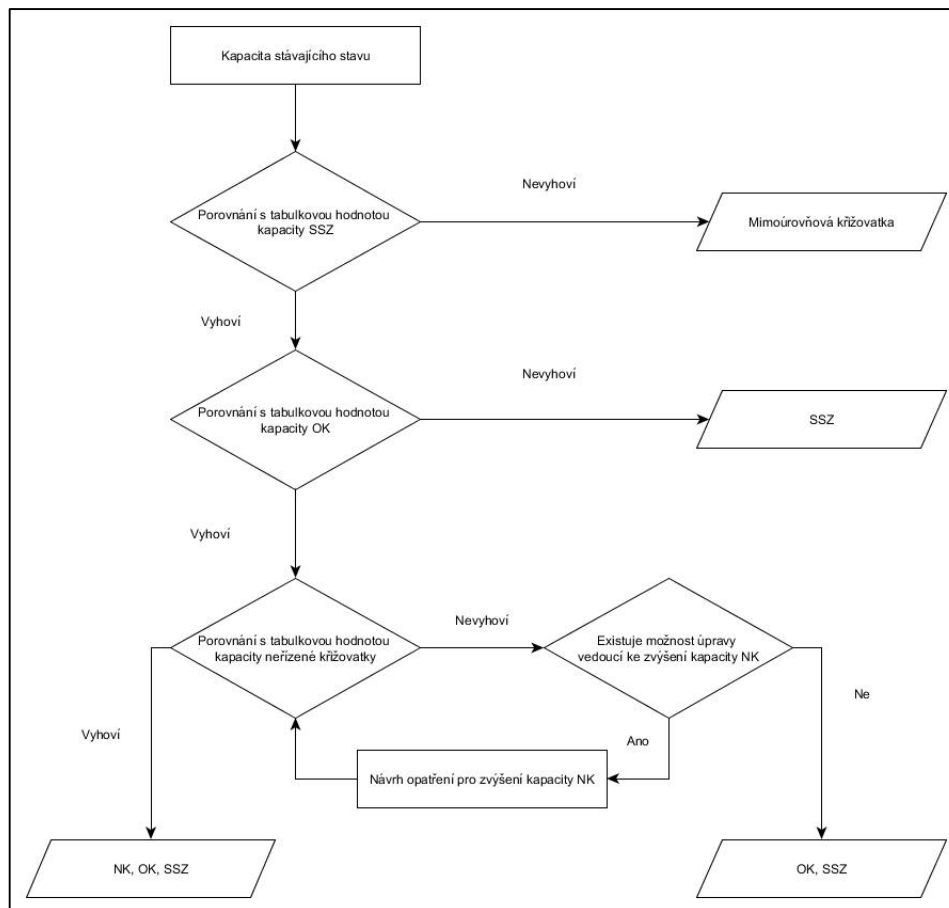 Kapacita stávajícího stavu
Nevyhoví
Porovnání s tabulkovou hodnotou
kapacity SSZ
Mimoúrovňová křižovatka
Vyhoví
Nevyhoví
Porovnání s tabulkovou hodnotou
kapacity OK
SSZ
Vyhoví
Porovnání s tabulkovou hodnotou
kapacity neřízené křižovatky
Nevyhoví
Existuje možnost úpravy
vedoucí ke zvýšení kapacity NK
Ne
Vyhoví
Ano
Návrh opatření pro zvýšení kapacity NK
NK, OK, SSZ
OK, SSZ